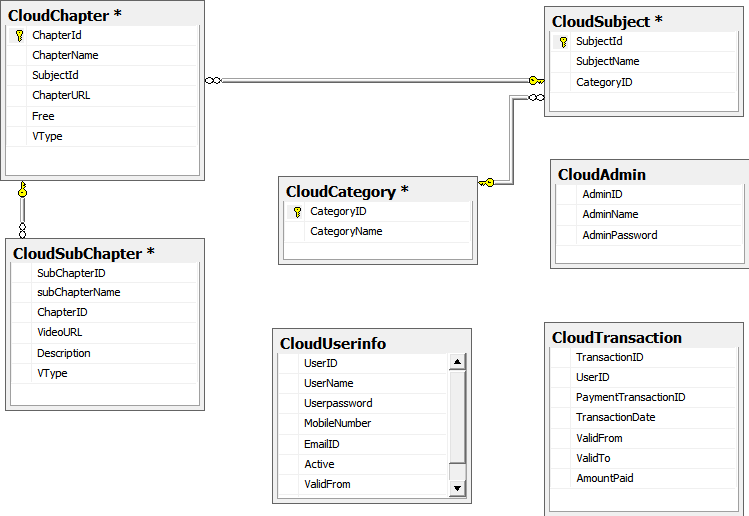 CloudChapter *
ChapterId
ChapterName
SubjectId
ChapterURL
Free
VType
CloudSubject *
SubjectId
SubjectName
CategoryID
CloudCategory *
CategoryID
CategoryName
CloudAdmin
AdminID
AdminName
AdminPassword
CloudSubChapter *
SubChapterID
subChapterName
ChapterID
VideoURL
Description
VType
CloudUserinfo
UserID
UserName
Userpassword
MobileNumber
EmailID
Active
ValidFrom
CloudTransaction
TransactionID
UserID
PaymentTransactionID
TransactionDate
ValidFrom
ValidTo
AmountPaid